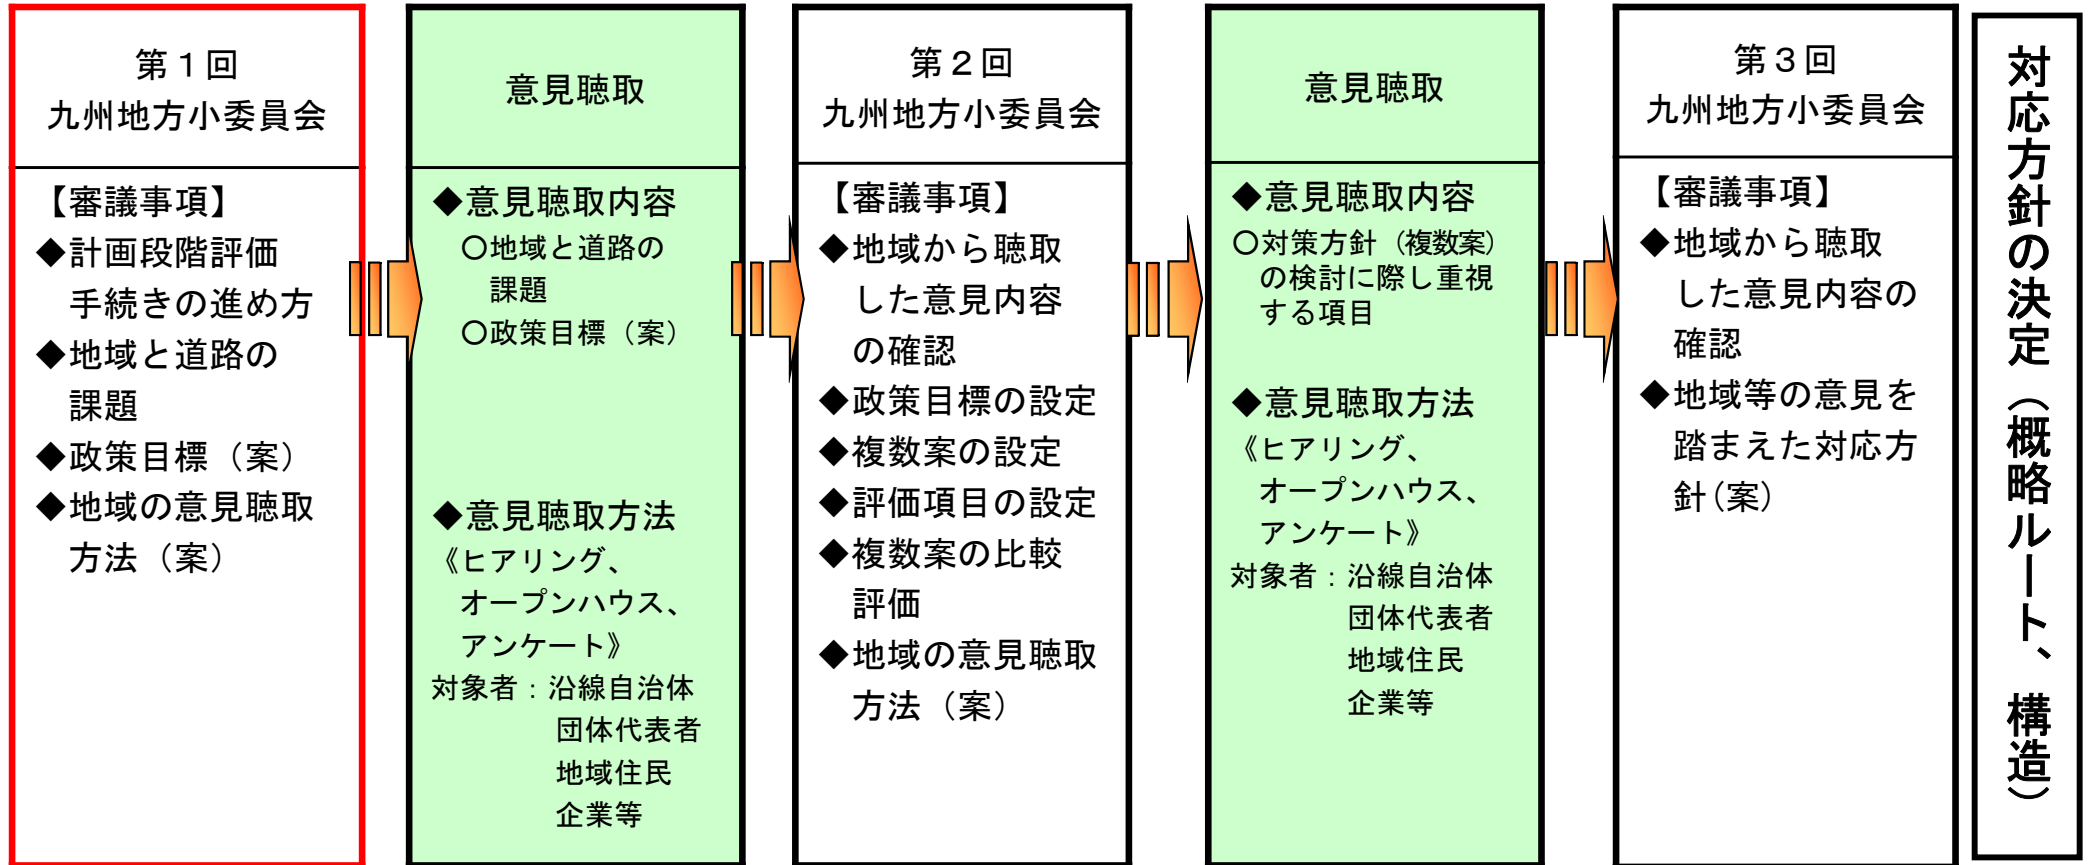 第１回
九州地方小委員会
【審議事項】
◆計画段階評価
手続きの進め方
◆地域と道路の
課題
◆政策目標（案）
◆地域の意見聴取
方法（案）
意見聴取
◆意見聴取内容
○地域と道路の
課題
○政策目標（案）
◆意見聴取方法
《ヒアリング、
オープンハウス、
アンケート》
対象者：沿線自治体
団体代表者
地域住民
企業等
第２回
九州地方小委員会
【審議事項】
◆地域から聴取
した意見内容
の確認
◆政策目標の設定
◆複数案の設定
◆評価項目の設定
◆複数案の比較
評価
◆地域の意見聴取
方法（案）
意見聴取
◆意見聴取内容
○対策方針（複数案）
の検討に際し重視
する項目
◆意見聴取方法
《ヒアリング、
オープンハウス、
アンケート》
対象者：沿線自治体
団体代表者
地域住民
企業等
第３回
九州地方小委員会
【審議事項】
◆地域から聴取
した意見内容の
確認
◆地域等の意見を
踏まえた対応方
針（案）
対応方針の決定（概略ルート、構造）